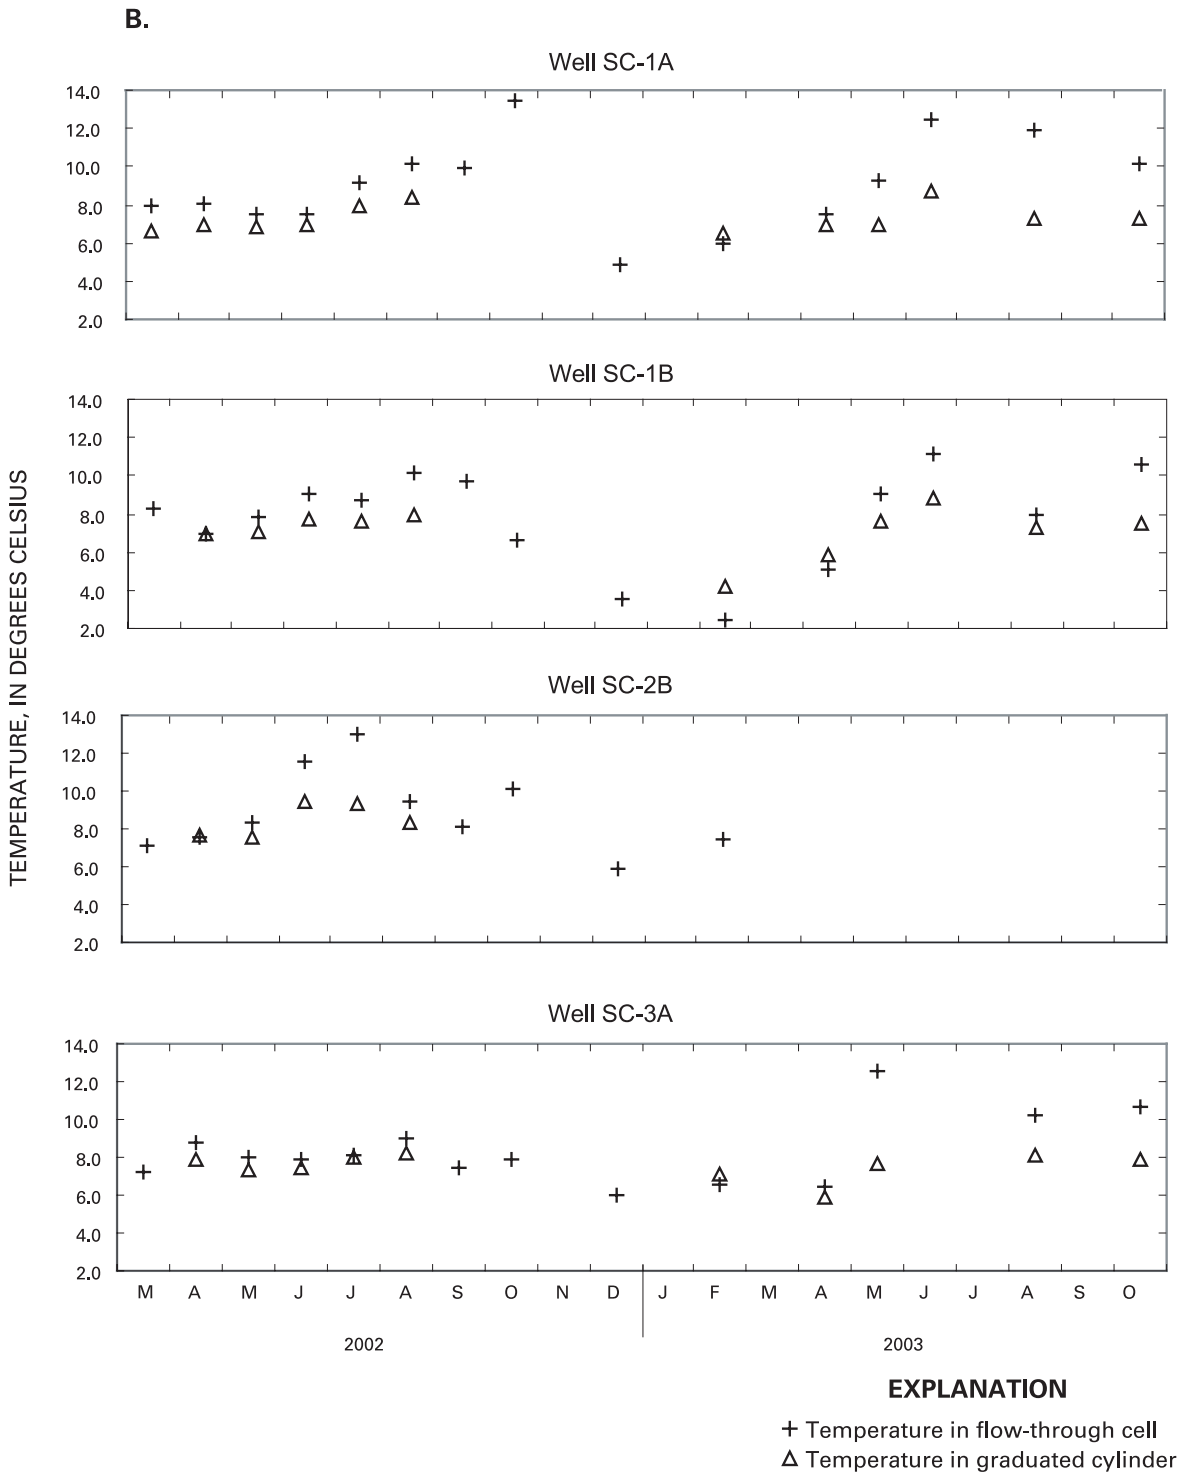 B.
Well SC-1A
14.0
12.0
10.0
8.0
6.0
4.0
2.0
Well SC-1B
14.0
12.0
10.0
8.0
6.0
4.0
2.0
TEMPERATURE, IN DEGREES CELSIUS
Well SC-2B
14.0
12.0
10.0
8.0
6.0
4.0
2.0
Well SC-3A
14.0
12.0
10.0
8.0
6.0
4.0
2.0
M A M J J A S O N D J F M A M J J A S O
2002 2003
EXPLANATION
Temperature in flow-through cell
Temperature in graduated cylinder